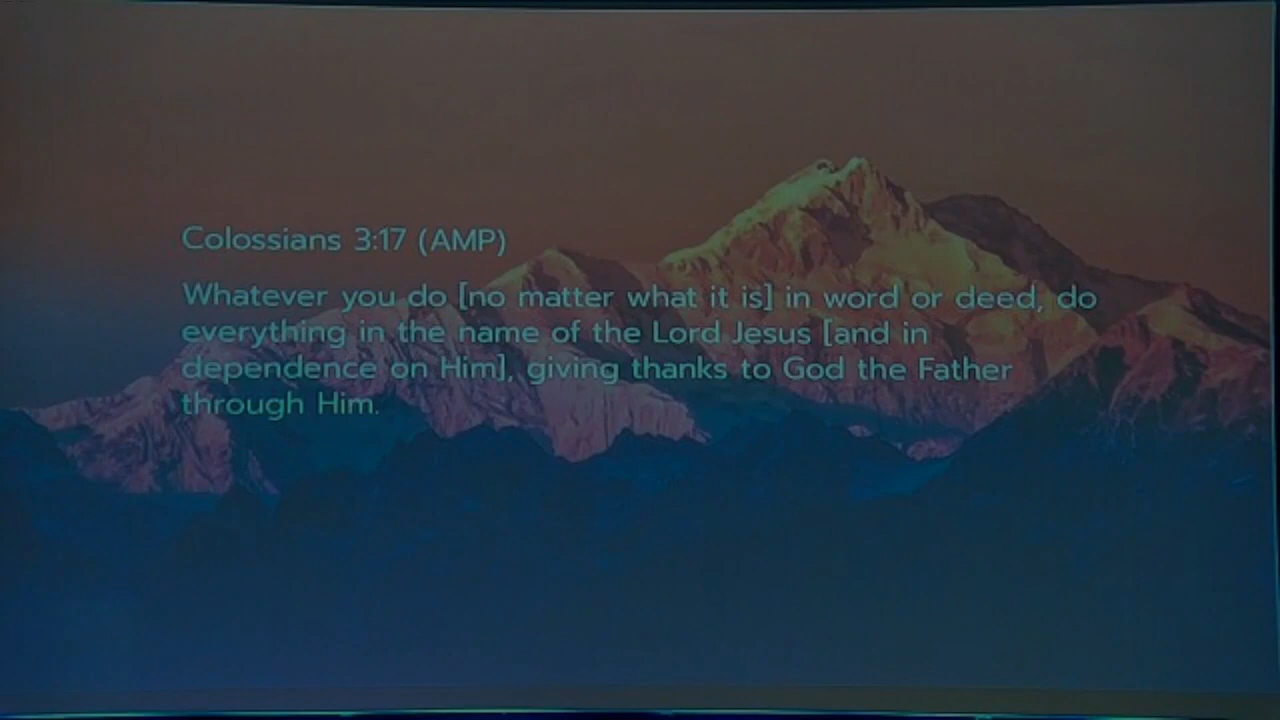 Colossians 3:17 (AMP)
Whatever you do [no matter what it is] in word or deed, do
everything in the name of the Lord Jesus [and in
dependence on Him], giving thanks to God the Father
through Him.